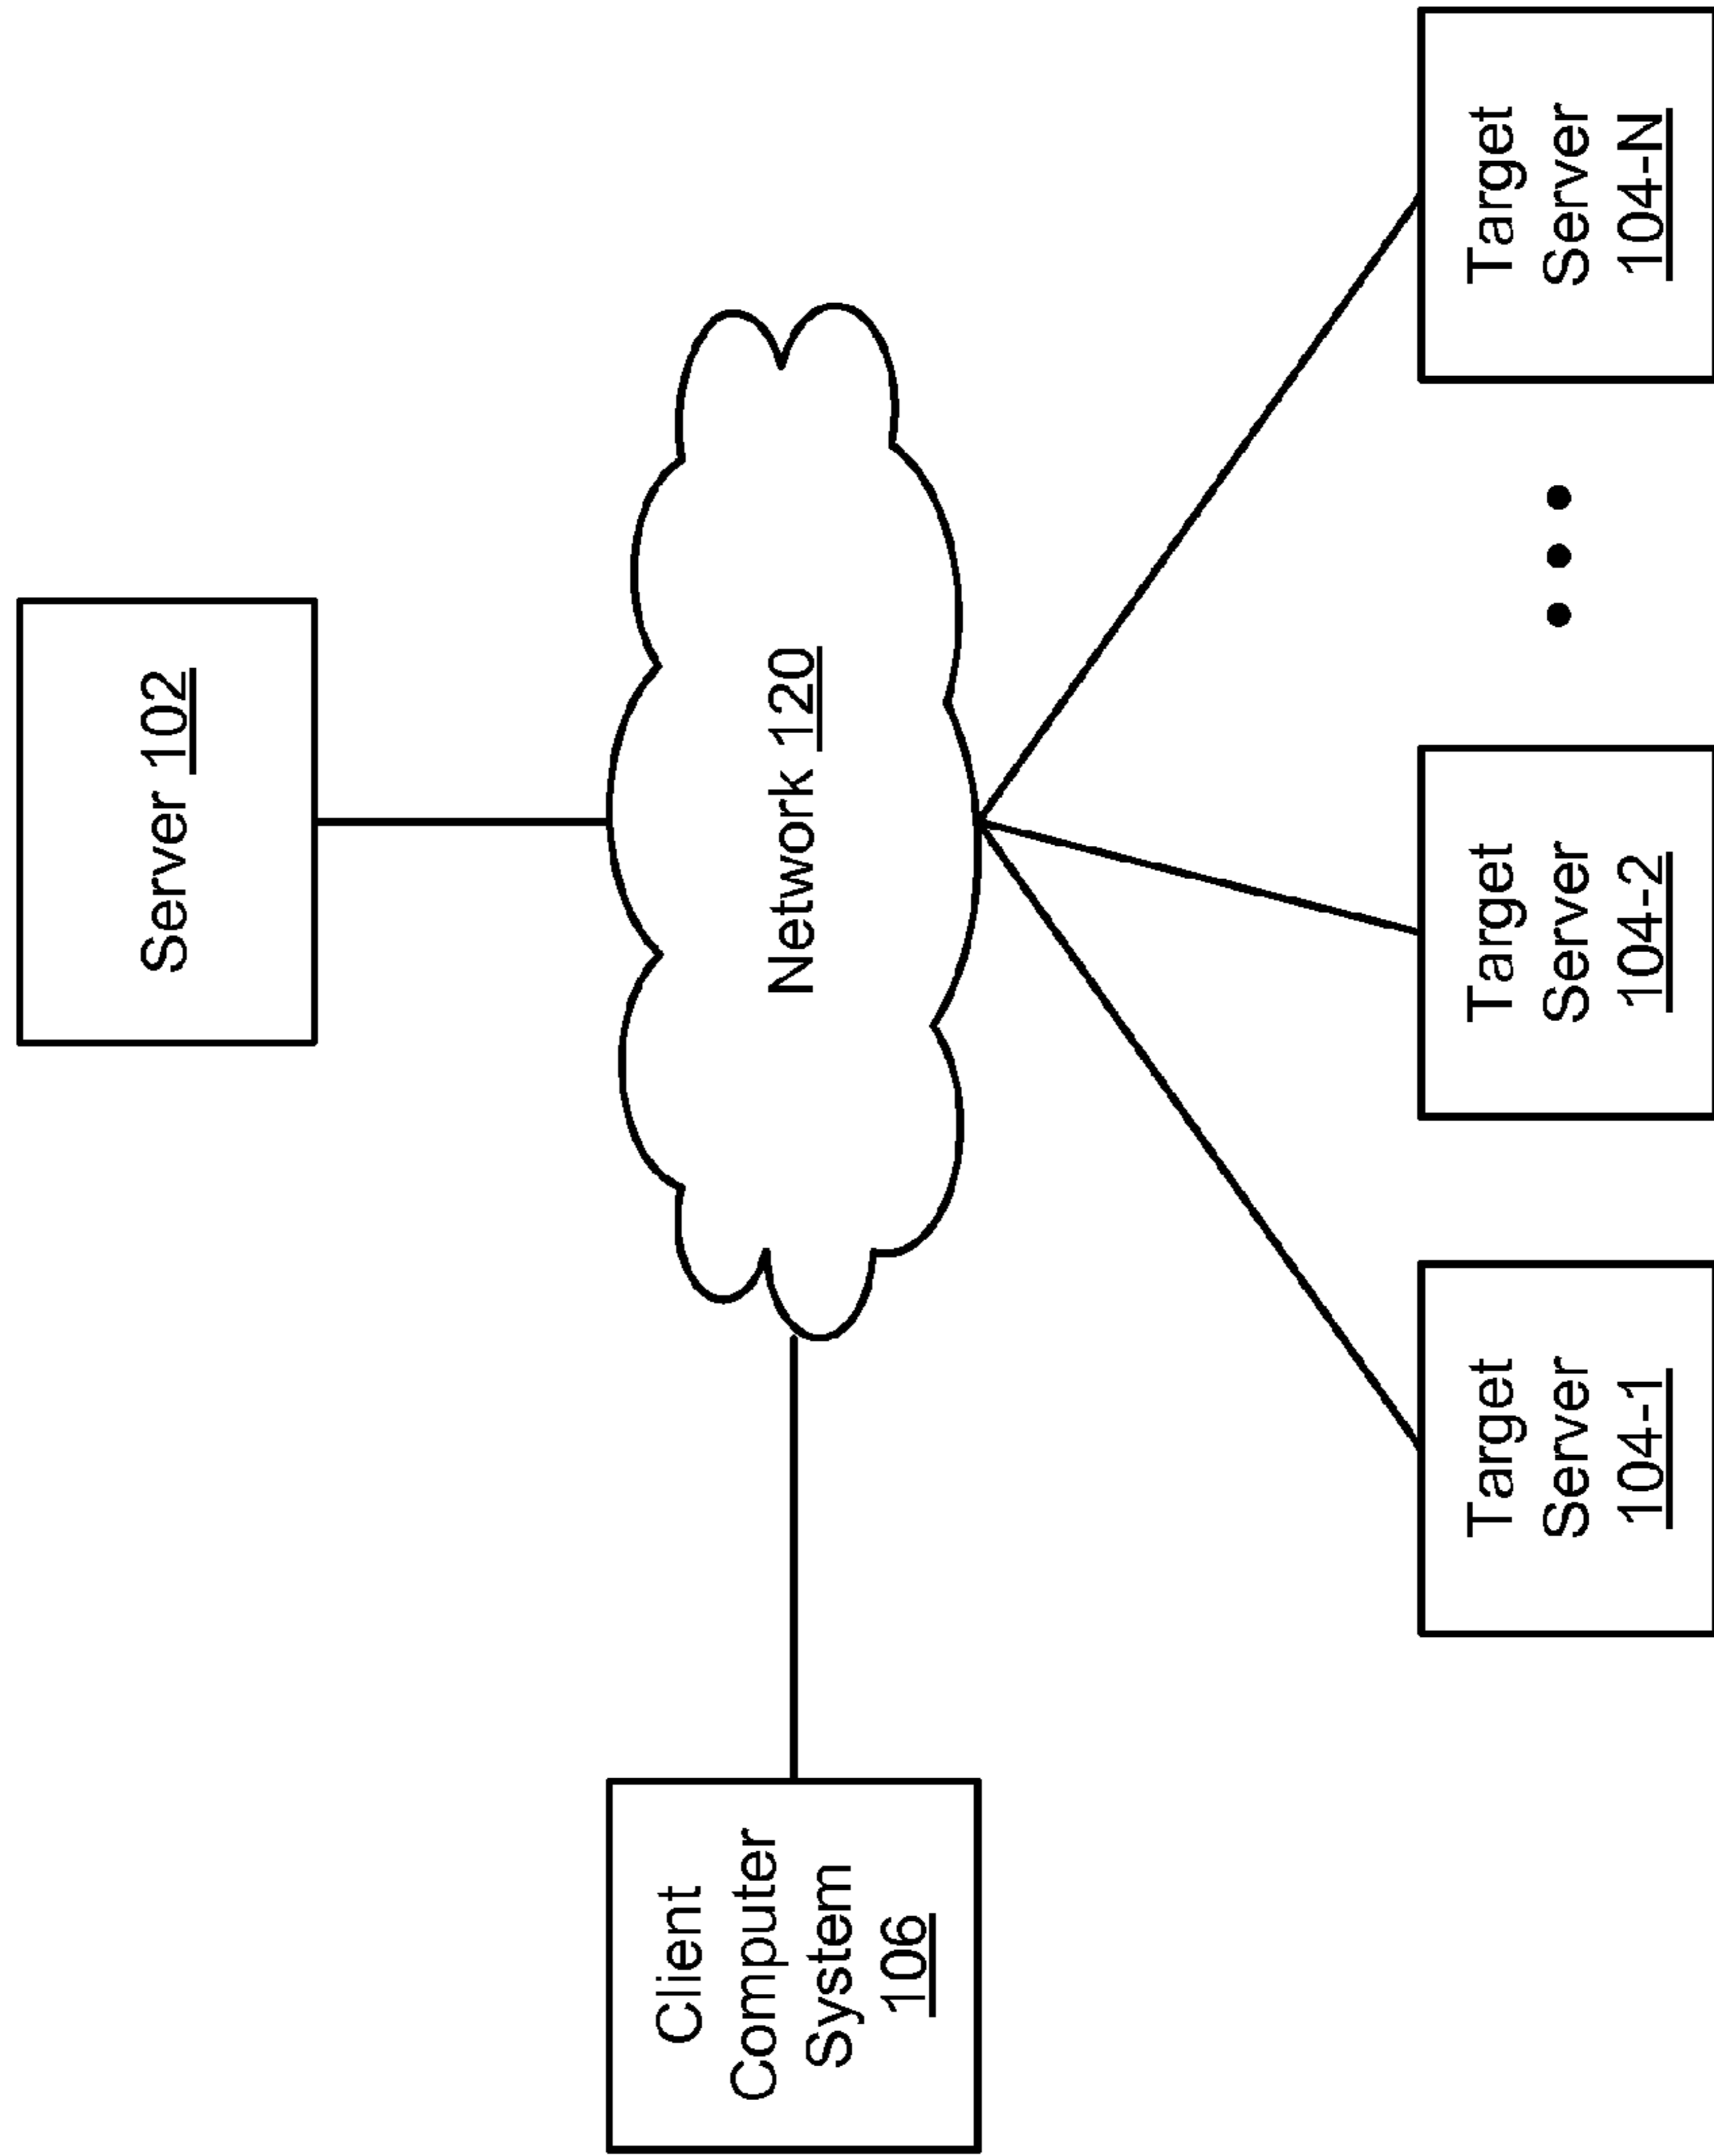 Server 102
Network 120
Client
Computer
System
106
Target
Server
104-1
Target
Server
104-2
Target
Server
104-N